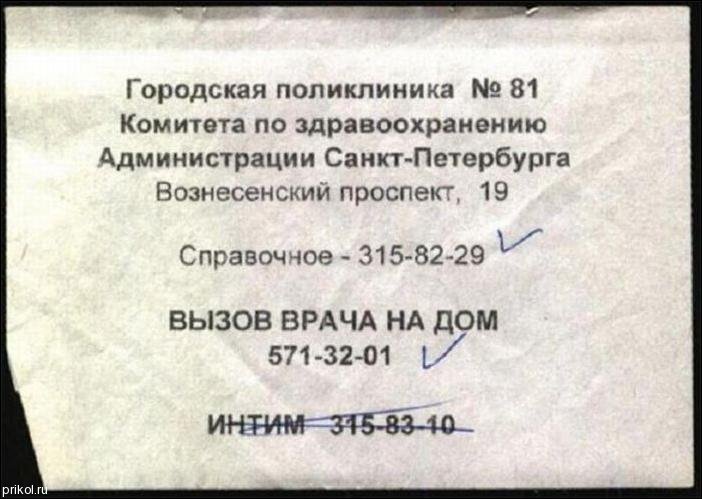 Городская поликлиника № 81
Комитета по здравоохранению
Администрации Санкт-Петербурга
Вознесенский проспект, 19
Справочное - 315-82-29
ВЫЗОВ ВРАЧА НА ДОМ
571-32-01
ИНТИМ 315-83-10
prikol.ru